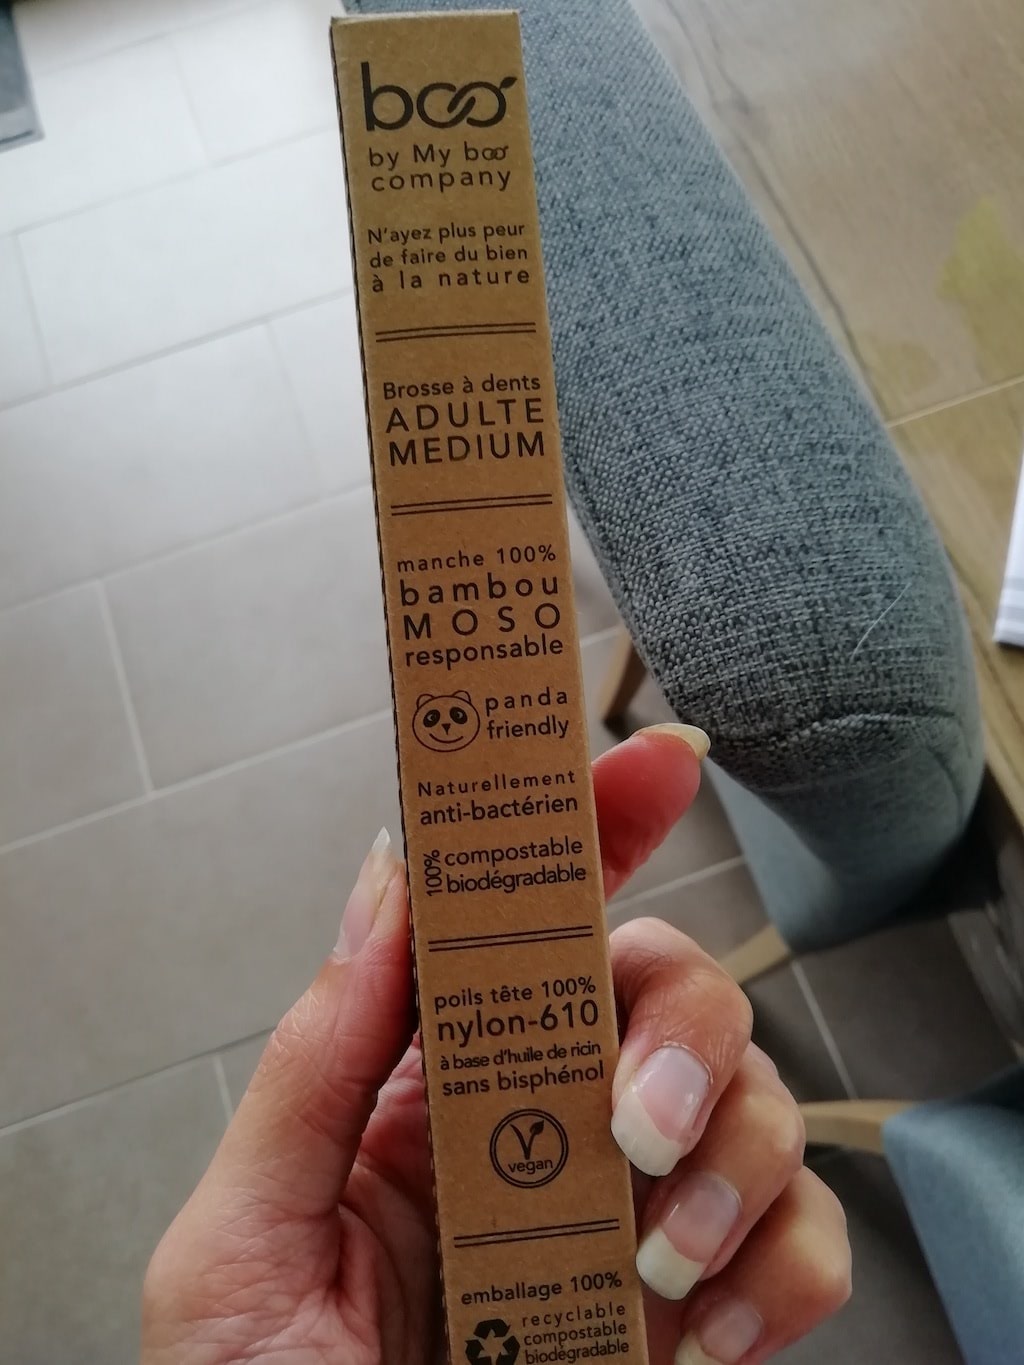 boo
by My boo
company
N'ayez plus peur
de faire du bien
à la nature
Brosse à dents
ADULTE
MEDIUM
manche 100%
bambou
MOSO
responsable
panda
friendly
Naturellement
anti-bactérien
100% compostable
biodégradable
poils tête 100%
nylon-610
à base d'huile de ricin
sans bisphénol
V
vegan
emballage 100%
recyclable
compostable
biodégradable